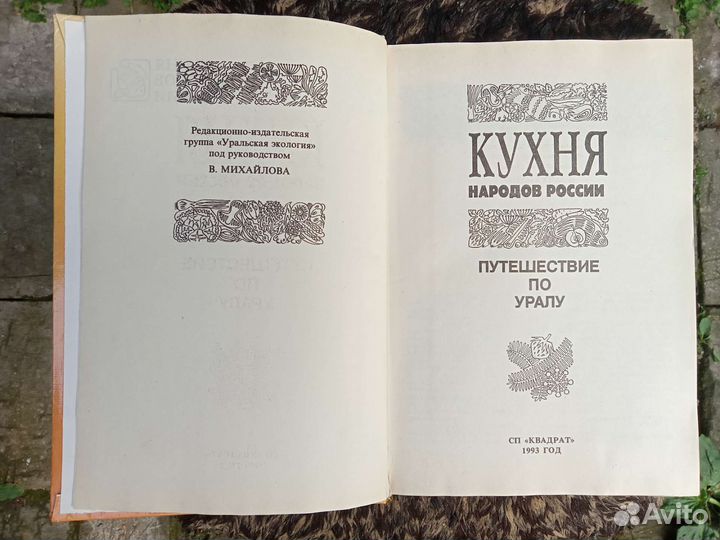 Редакционно-издательская
группа «Уральская экология»
под руководством
В. МИХАЙЛОВА
КУХНЯ
НАРОДОВ РОССИИ
ПУТЕШЕСТВИЕ
ПО
УРАЛУ
СП «КВАДРАТ»
1993 ГОД
Avito